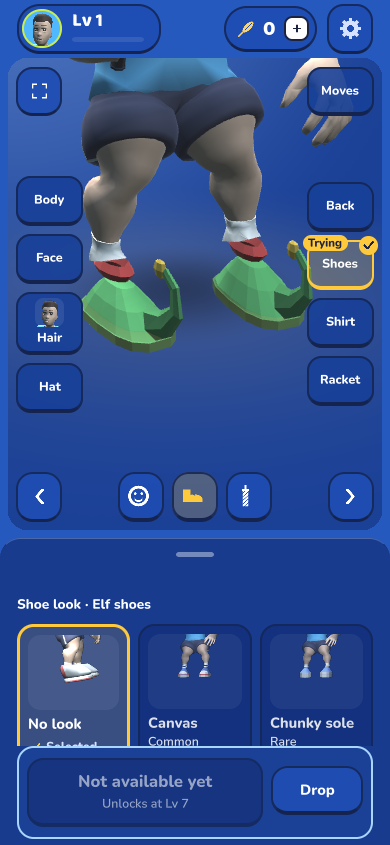 Lv 1
0
+
Moves
Body
Back
Trying
Face
Shoes
Hair
Shirt
Hat
Racket
Shoe look · Elf shoes
No look
Canvas
Chunky sole
✓ Selected
Common
Rare
Not available yet
Unlocks at Lv 7
Drop